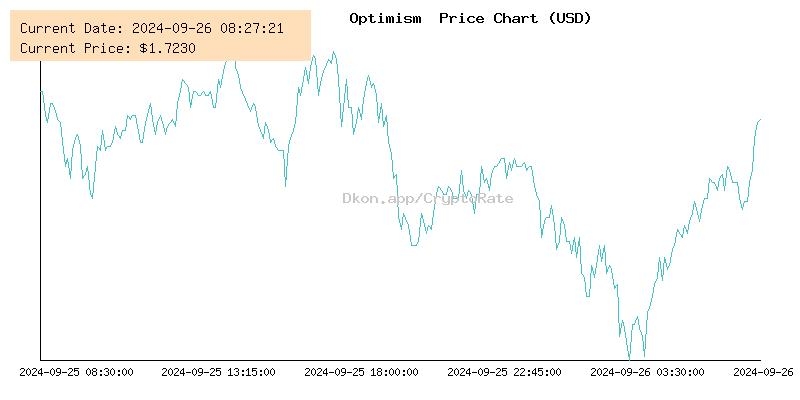 Optimism  Price Chart (USD)
Current Date: 2024-09-26 08:27:21
Current Price: $1.7230
Dkon.app/CryptoRate
2024-09-25 08:30:00 2024-09-25 13:15:00 2024-09-25 18:00:00 2024-09-25 22:45:00 2024-09-26 03:30:00 2024-09-26